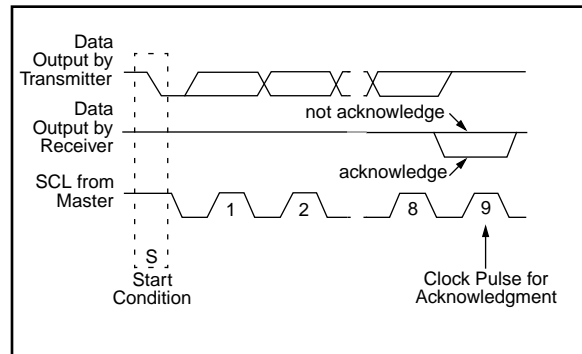 Data
Output by
Transmitter
Data
Output by
Receiver
not acknowledge
acknowledge
SCL from
Master
1
2
8
9
S
Start
Condition
Clock Pulse for
Acknowledgment